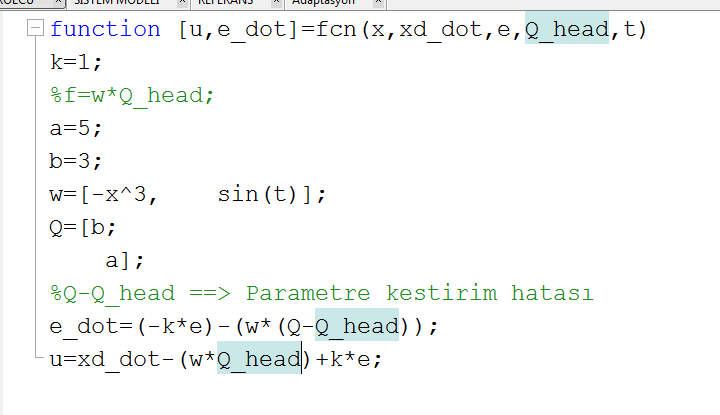 SİSTEM MODELİ
REFERANS
Adaptasyon
function [u,e_dot]=fcn(x,xd_dot,e,Q_head,t)
k=1;
%f=w*Q_head;
a=5;
b=3;
w=[-x^3,    sin(t)];
Q=[b;
    a];
%Q-Q_head ==> Parametre kestirim hatası
e_dot=(-k*e)-(w*(Q-Q_head));
u=xd_dot-(w*Q_head)+k*e;